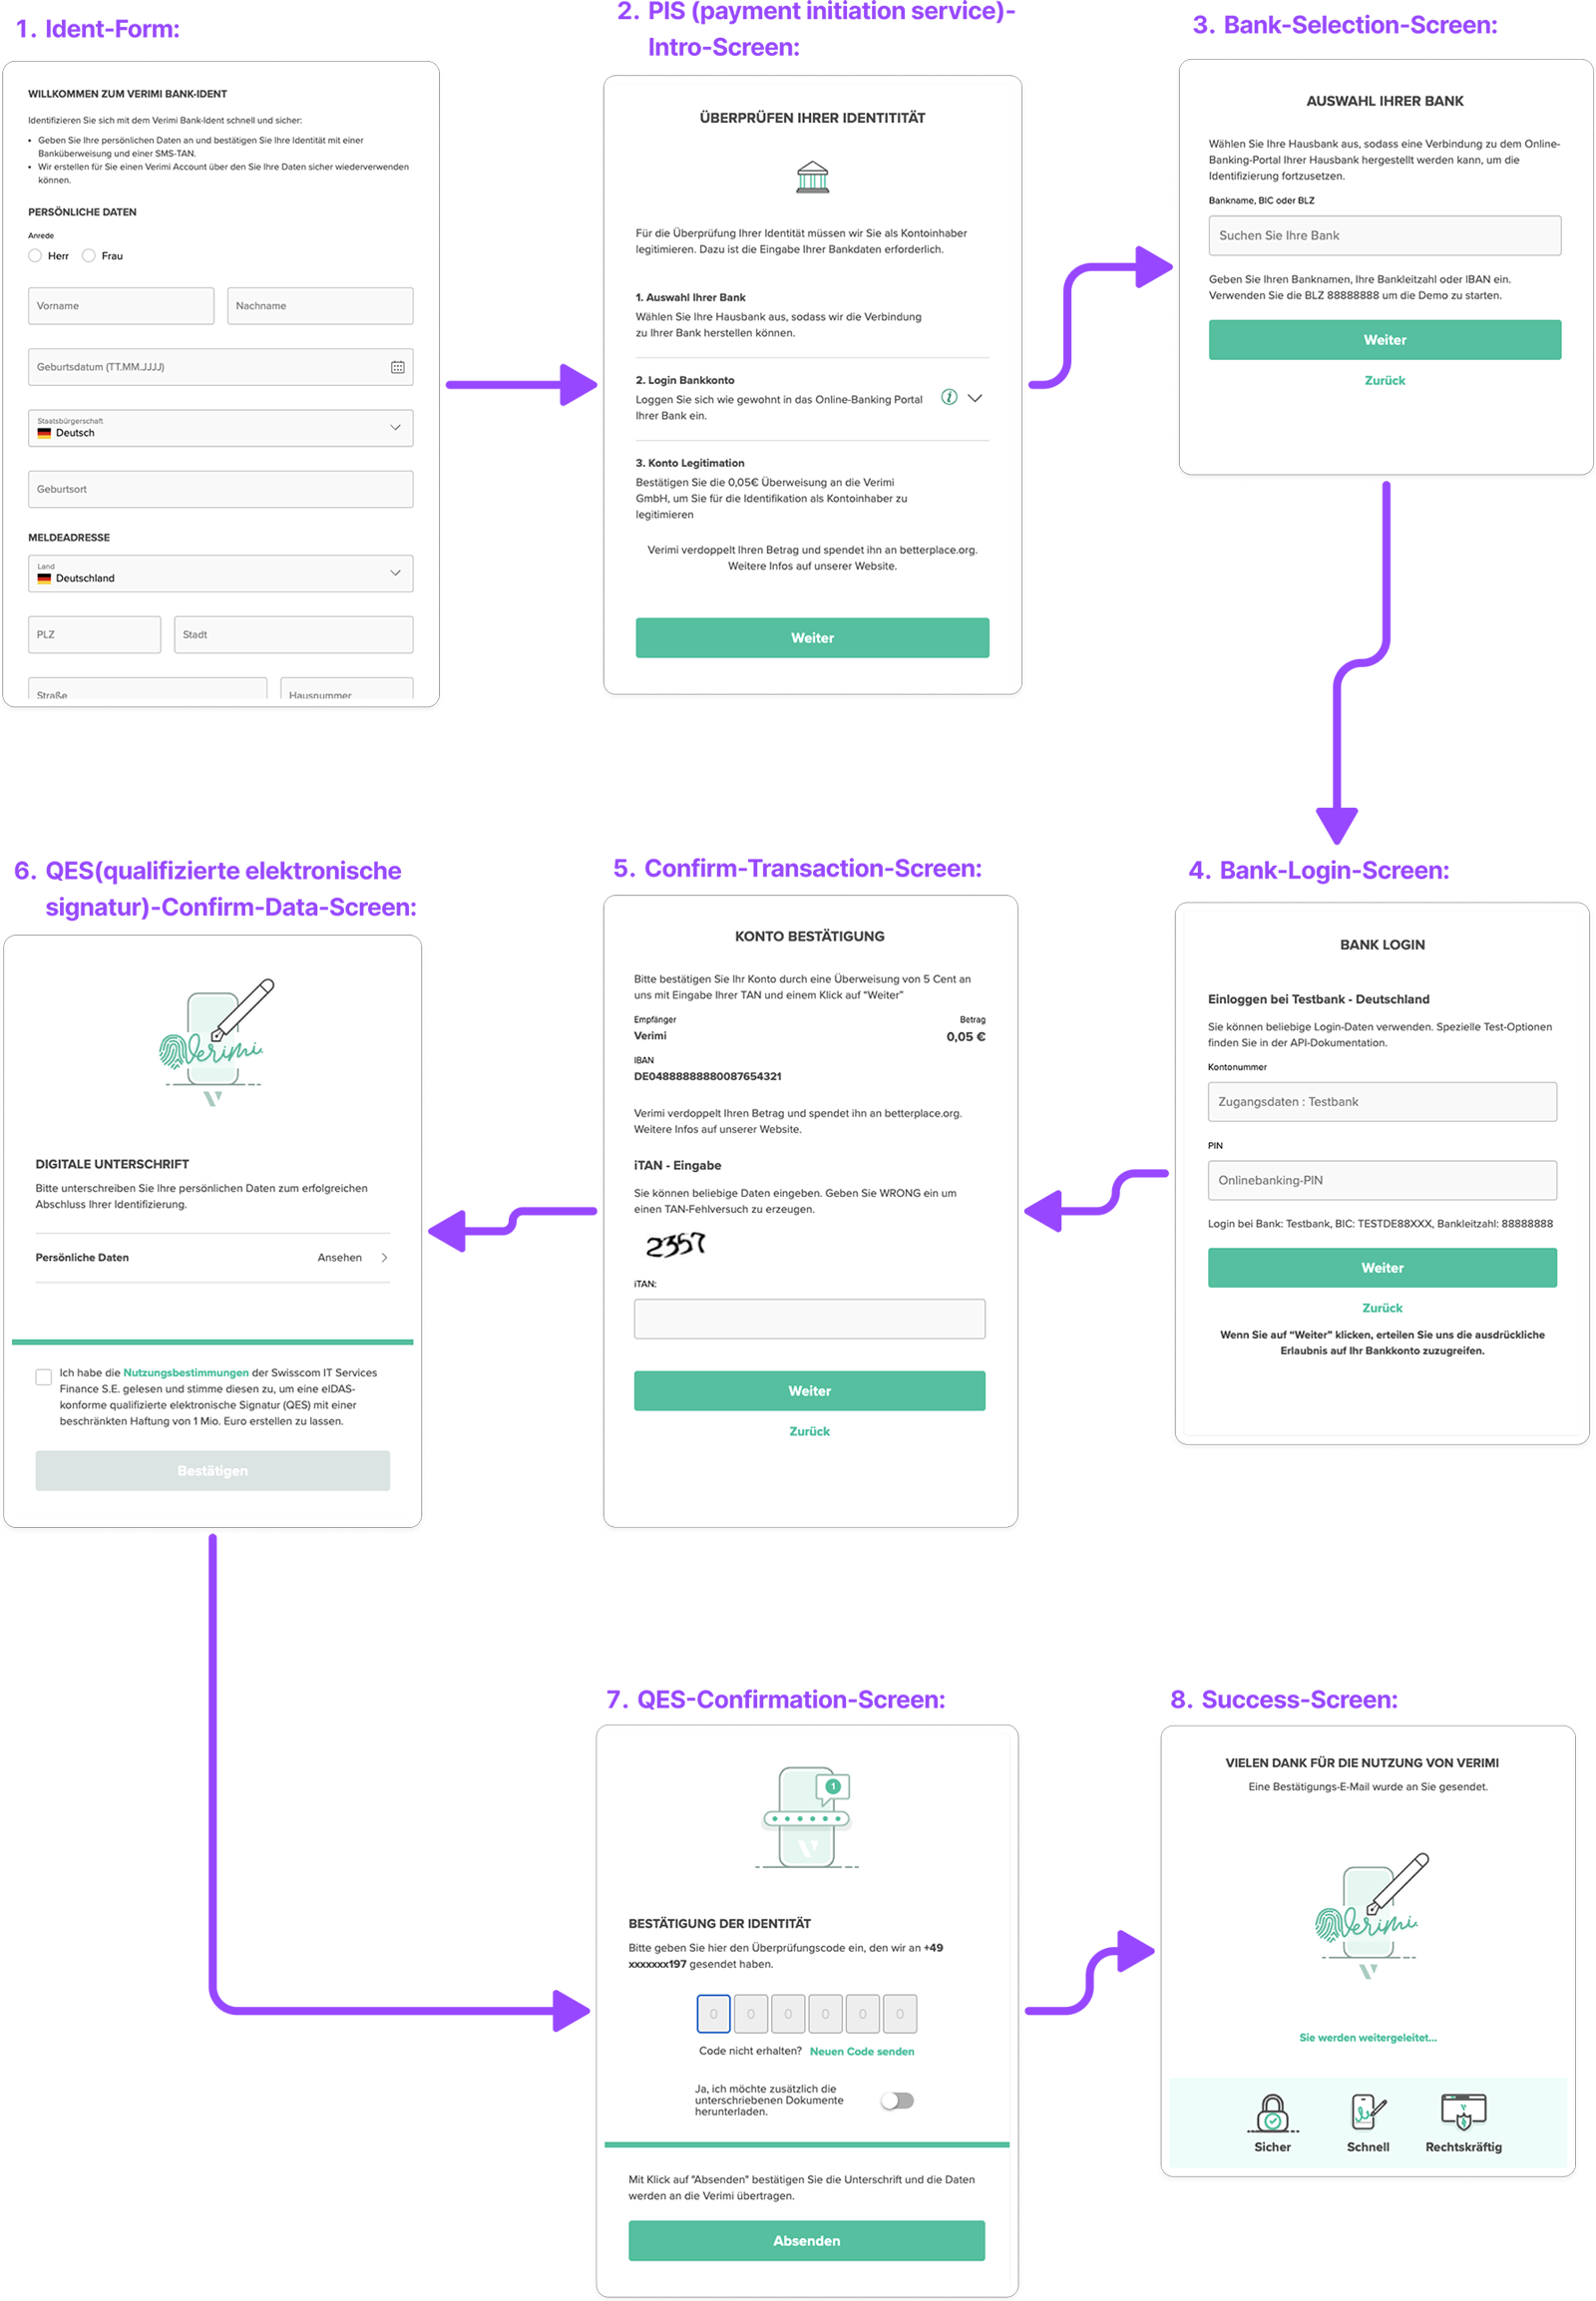 1. Ident-Form:
WILLKOMMEN ZUM VERIMI BANK-IDENT
Identifizieren Sie sich mit dem Verimi Bank-Ident schnell und sicher:
• Geben Sie Ihre persönlichen Daten an und bestätigen Sie Ihre Identität mit einer
Banküberweisung und einer SMS-TAN.
• Wir erstellen für Sie einen Verimi Account über den Sie Ihre Daten sicher wiederverwenden
können.
PERSÖNLICHE DATEN
Anrede
Herr Frau
Vorname Nachname
Geburtsdatum (TT.MM.JJJJ)
Staatsbürgerschaft
Deutsch
Geburtsort
MELDEADRESSE
Land
Deutschland
PLZ Stadt
Straße Hausnummer
2. PIS (payment initiation service)-
Intro-Screen:
ÜBERPRÜFEN IHRER IDENTITITÄT
Für die Überprüfung Ihrer Identität müssen wir Sie als Kontoinhaber
legitimieren. Dazu ist die Eingabe Ihrer Bankdaten erforderlich.
1. Auswahl Ihrer Bank
Wählen Sie Ihre Hausbank aus, sodass wir die Verbindung
zu Ihrer Bank herstellen können.
2. Login Bankkonto
Loggen Sie sich wie gewohnt in das Online-Banking Portal
Ihrer Bank ein.
3. Konto Legitimation
Bestätigen Sie die 0,05€ Überweisung an die Verimi
GmbH, um Sie für die Identifikation als Kontoinhaber zu
legitimieren
Verimi verdoppelt Ihren Betrag und spendet ihn an betterplace.org.
Weitere Infos auf unserer Website.
Weiter
3. Bank-Selection-Screen:
AUSWAHL IHRER BANK
Wählen Sie Ihre Hausbank aus, sodass eine Verbindung zu dem Online-
Banking-Portal Ihrer Hausbank hergestellt werden kann, um die
Identifizierung fortzusetzen.
Bankname, BIC oder BLZ
Suchen Sie Ihre Bank
Geben Sie Ihren Banknamen, Ihre Bankleitzahl oder IBAN ein.
Verwenden Sie die BLZ 88888888 um die Demo zu starten.
Weiter
Zurück
4. Bank-Login-Screen:
BANK LOGIN
Einloggen bei Testbank - Deutschland
Sie können beliebige Login-Daten verwenden. Spezielle Test-Optionen
finden Sie in der API-Dokumentation.
Kontonummer
Zugangsdaten : Testbank
PIN
Onlinebanking-PIN
Login bei Bank: Testbank, BIC: TESTDE88XXX, Bankleitzahl: 88888888
Weiter
Zurück
Wenn Sie auf "Weiter" klicken, erteilen Sie uns die ausdrückliche
Erlaubnis auf Ihr Bankkonto zuzugreifen.
5. Confirm-Transaction-Screen:
KONTO BESTÄTIGUNG
Bitte bestätigen Sie Ihr Konto durch eine Überweisung von 5 Cent an
uns mit Eingabe Ihrer TAN und einem Klick auf "Weiter"
Empfänger Betrag
Verimi 0,05 €
IBAN
DE04888888880087654321
Verimi verdoppelt Ihren Betrag und spendet ihn an betterplace.org.
Weitere Infos auf unserer Website.
iTAN - Eingabe
Sie können beliebige Daten eingeben. Geben Sie WRONG ein um
einen TAN-Fehlversuch zu erzeugen.
2357
iTAN:
Weiter
Zurück
6. QES(qualifizierte elektronische
signatur)-Confirm-Data-Screen:
Verimi
DIGITALE UNTERSCHRIFT
Bitte unterschreiben Sie Ihre persönlichen Daten zum erfolgreichen
Abschluss Ihrer Identifizierung.
Persönliche Daten Ansehen
Ich habe die Nutzungsbestimmungen der Swisscom IT Services
Finance S.E. gelesen und stimme diesen zu, um eine eIDAS-
konforme qualifizierte elektronische Signatur (QES) mit einer
beschränkten Haftung von 1 Mio. Euro erstellen zu lassen.
Bestätigen
7. QES-Confirmation-Screen:
1
BESTÄTIGUNG DER IDENTITÄT
Bitte geben Sie hier den Überprüfungscode ein, den wir an +49
xxxxxxx197 gesendet haben.
0 0 0 0 0 0
Code nicht erhalten? Neuen Code senden
Ja, ich möchte zusätzlich die
unterschriebenen Dokumente
herunterladen.
Mit Klick auf "Absenden" bestätigen Sie die Unterschrift und die Daten
werden an die Verimi übertragen.
Absenden
8. Success-Screen:
VIELEN DANK FÜR DIE NUTZUNG VON VERIMI
Eine Bestätigungs-E-Mail wurde an Sie gesendet.
Verimi
Sie werden weitergeleitet...
Sicher Schnell Rechtskräftig